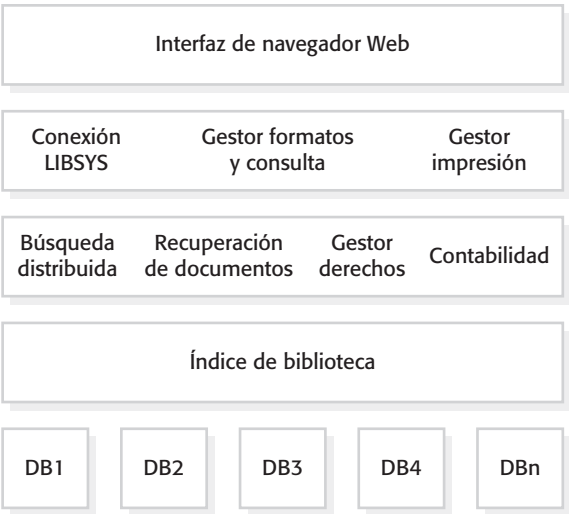 Interfaz de navegador Web
Conexión
LIBSYS
Gestor formatos
y consulta
Gestor
impresión
Búsqueda
distribuida
Recuperación
de documentos
Gestor
derechos
Contabilidad
Índice de biblioteca
DB1
DB2
DB3
DB4
DBn